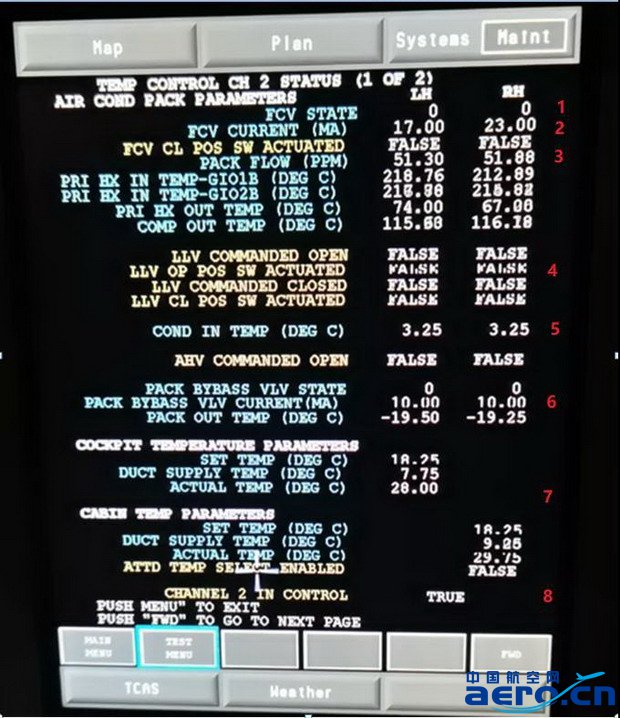 Map Plan Systems Maint
TEMP CONTROL CH 2 STATUS (1 OF 2)
AIR COND PACK PARAMETERS LH RH
FCV STATE 0 0 1
FCV CURRENT (MA) 17.00 23.00 2
FCV CL POS SW ACTUATED FALSE FALSE
PACK FLOW (PPM) 51.30 51.88 3
PRI HX IN TEMP-GIO1B (DEG C) 218.76 212.89
PRI HX IN TEMP-GIO2B (DEG C)
PRI HX OUT TEMP (DEG C) 74.00 67.00
COMP OUT TEMP (DEG C)
LLV COMMANDED OPEN FALSE FALSE
LLV OP POS SW ACTUATED FALSE FALSE 4
LLV COMMANDED CLOSED FALSE FALSE
LLV CL POS SW ACTUATED FALSE FALSE
COND IN TEMP (DEG C) 3.25 3.25 5
AHV COMMANDED OPEN FALSE FALSE
PACK BYBASS VLV STATE 0 0
PACK BYBASS VLV CURRENT(MA) 10.00 10.00 6
PACK OUT TEMP (DEG C) -19.50 -19.25
COCKPIT TEMPERATURE PARAMETERS
SET TEMP (DEG C) 18.25
DUCT SUPPLY TEMP (DEG C) 7.75
ACTUAL TEMP (DEG C) 28.00
7
CABIN TEMP PARAMETERS
SET TEMP (DEG C) 18.25
DUCT SUPPLY TEMP (DEG C)
ACTUAL TEMP (DEG C) 29.75
ATTD TEMP SELECT ENABLED FALSE
CHANNEL 2 IN CONTROL TRUE 8
PUSH MENU" TO EXIT
PUSH "FWD" TO GO TO NEXT PAGE
MAIN MENU TEST MENU FWD
TCAS Weather
中国航空网
aero.cn